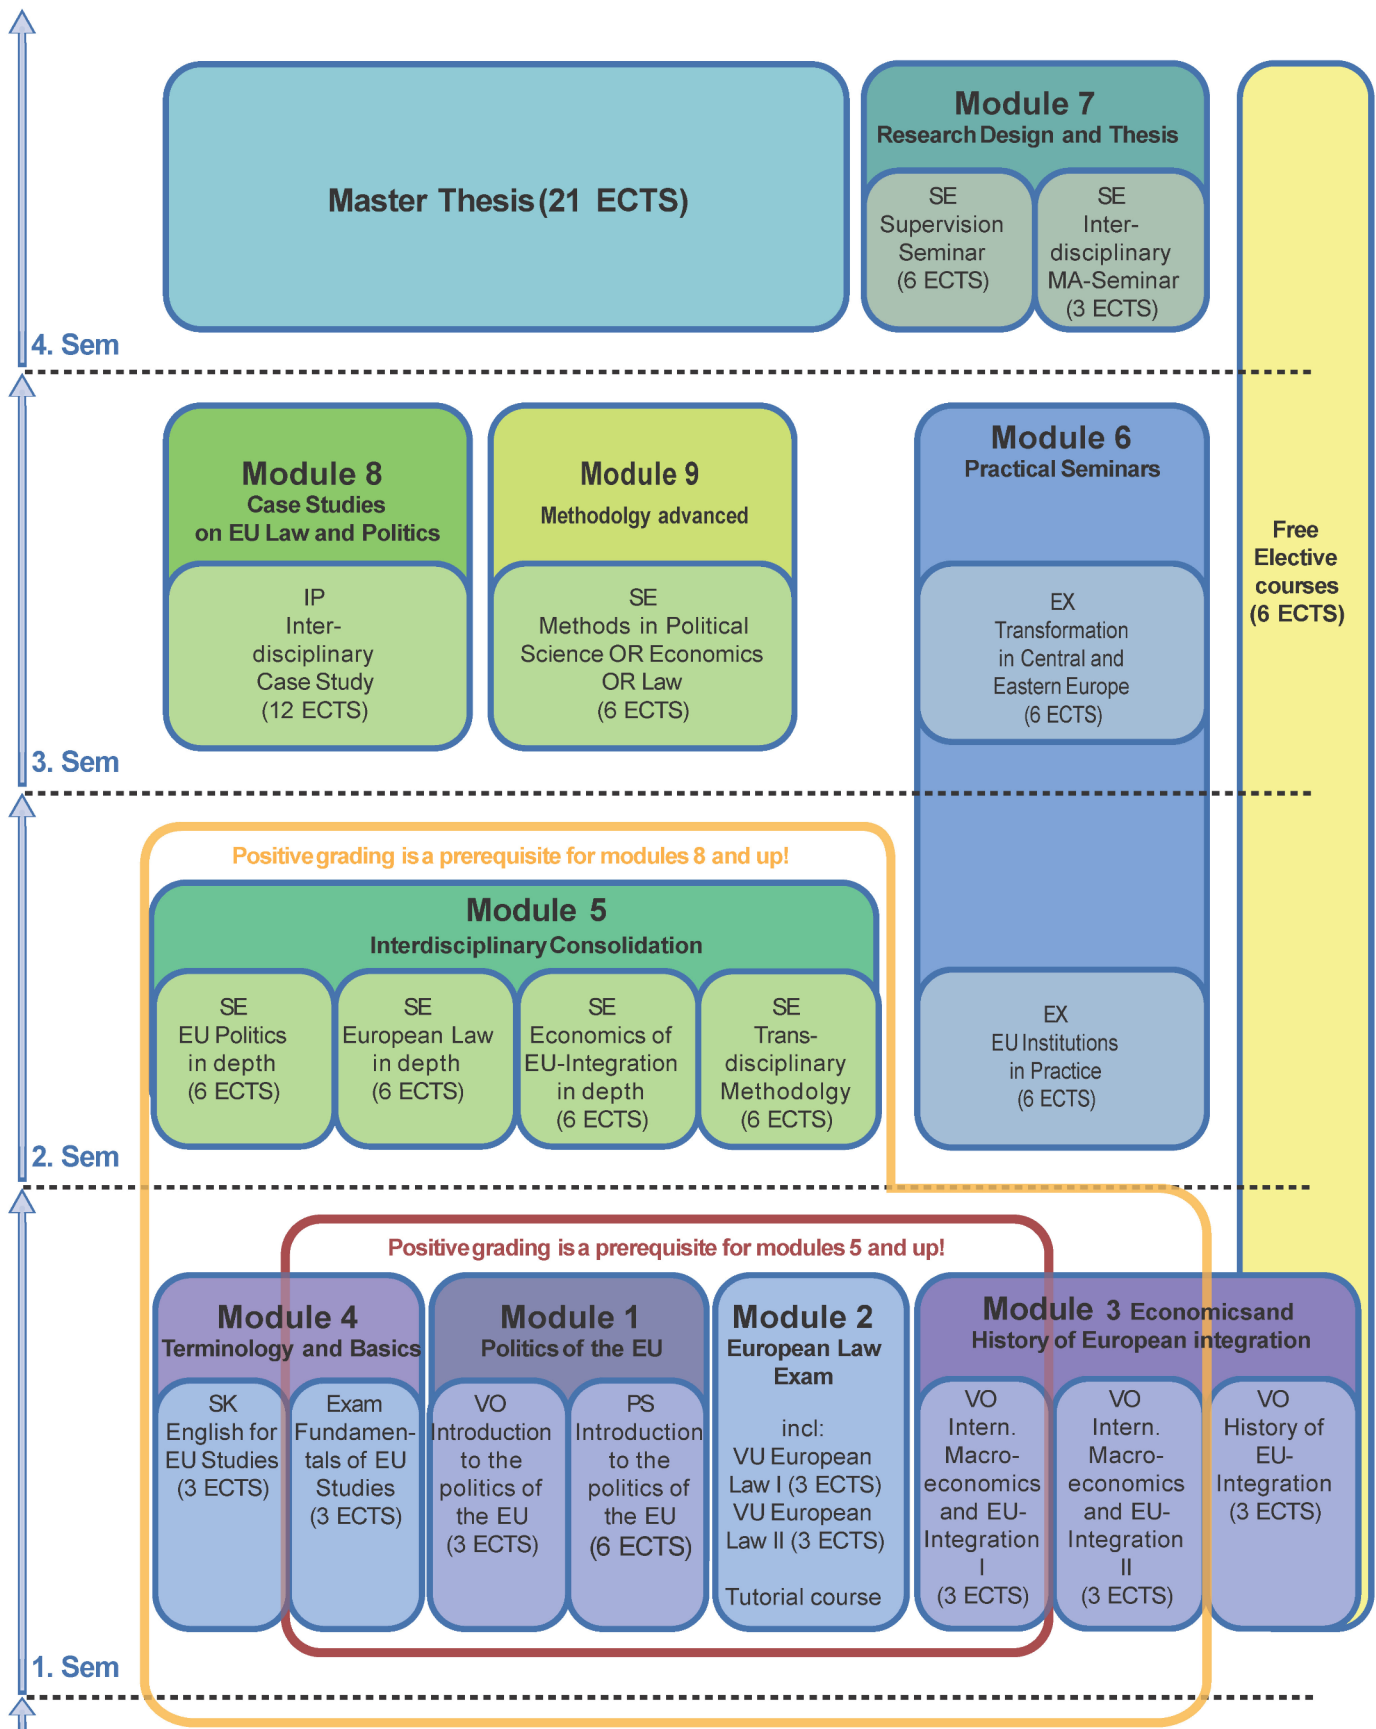 Master Thesis (21 ECTS)
Module 7
Research Design and Thesis
SE
Supervision
Seminar
(6 ECTS)
SE
Inter-
disciplinary
MA-Seminar
(3 ECTS)
4. Sem
Module 8
Case Studies
on EU Law and Politics
IP
Inter-
disciplinary
Case Study
(12 ECTS)
Module 9
Methodolgy advanced
SE
Methods in Political
Science OR Economics
OR Law
(6 ECTS)
Module 6
Practical Seminars
EX
Transformation
in Central and
Eastern Europe
(6 ECTS)
Free
Elective
courses
(6 ECTS)
3. Sem
Positive grading is a prerequisite for modules 8 and up!
Module 5
Interdisciplinary Consolidation
SE
EU Politics
in depth
(6 ECTS)
SE
European Law
in depth
(6 ECTS)
SE
Economics of
EU-Integration
in depth
(6 ECTS)
SE
Trans-
disciplinary
Methodolgy
(6 ECTS)
EX
EU Institutions
in Practice
(6 ECTS)
2. Sem
Positive grading is a prerequisite for modules 5 and up!
Module 4
Terminology and Basics
SK
English for
EU Studies
(3 ECTS)
Exam
Fundamen-
tals of EU
Studies
(3 ECTS)
Module 1
Politics of the EU
VO
Introduction
to the
politics of
the EU
(3 ECTS)
PS
Introduction
to the
politics of
the EU
(6 ECTS)
Module 2
European Law
Exam
incl:
VU European
Law I (3 ECTS)
VU European
Law II (3 ECTS)
Tutorial course
Module 3 Economics and
History of European integration
VO
Intern.
Macro-
economics
and EU-
Integration
I
(3 ECTS)
VO
Intern.
Macro-
economics
and EU-
Integration
II
(3 ECTS)
VO
History of
EU-
Integration
(3 ECTS)
1. Sem